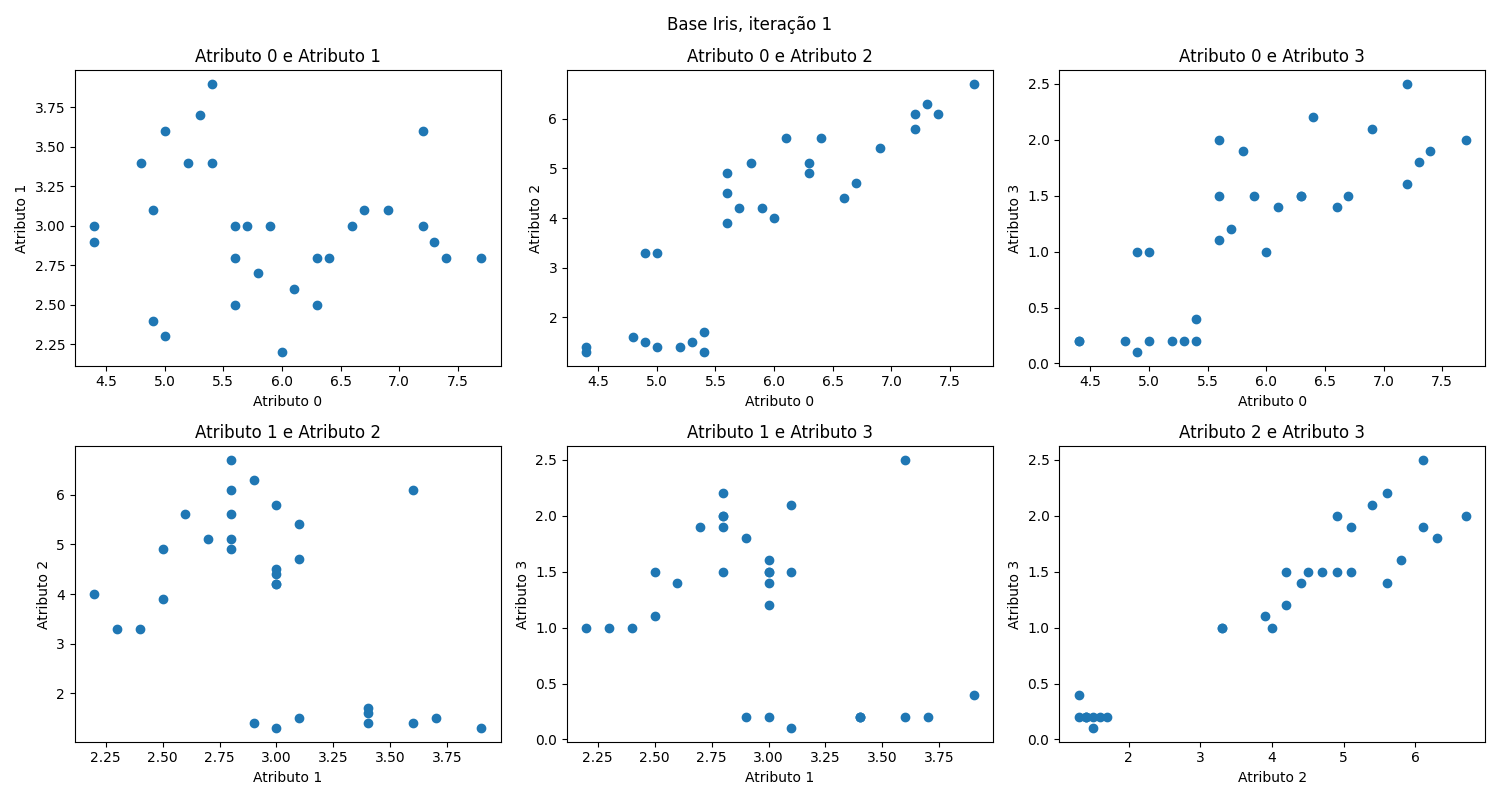 Base Iris, iteração 1
Atributo 0 e Atributo 1
3.75
3.50
3.25
3.00
2.75
2.50
2.25
Atributo 1
4.5 5.0 5.5 6.0 6.5 7.0 7.5
Atributo 0
Atributo 0 e Atributo 2
6
5
4
3
2
Atributo 2
4.5 5.0 5.5 6.0 6.5 7.0 7.5
Atributo 0
Atributo 0 e Atributo 3
2.5
2.0
1.5
1.0
0.5
0.0
Atributo 3
4.5 5.0 5.5 6.0 6.5 7.0 7.5
Atributo 0
Atributo 1 e Atributo 2
6
5
4
3
2
Atributo 2
2.25 2.50 2.75 3.00 3.25 3.50 3.75
Atributo 1
Atributo 1 e Atributo 3
2.5
2.0
1.5
1.0
0.5
0.0
Atributo 3
2.25 2.50 2.75 3.00 3.25 3.50 3.75
Atributo 1
Atributo 2 e Atributo 3
2.5
2.0
1.5
1.0
0.5
0.0
Atributo 3
2 3 4 5 6
Atributo 2